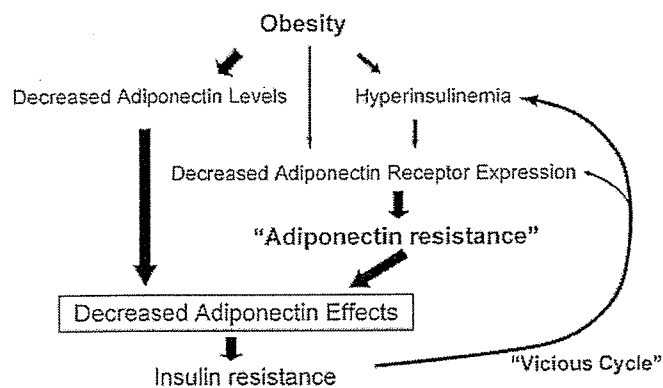 Obesity
Decreased Adiponectin Levels
Hyperinsulinemia
Decreased Adiponectin Receptor Expression
“Adiponectin resistance”
Decreased Adiponectin Effects
Insulin resistance
“Vicious Cycle”